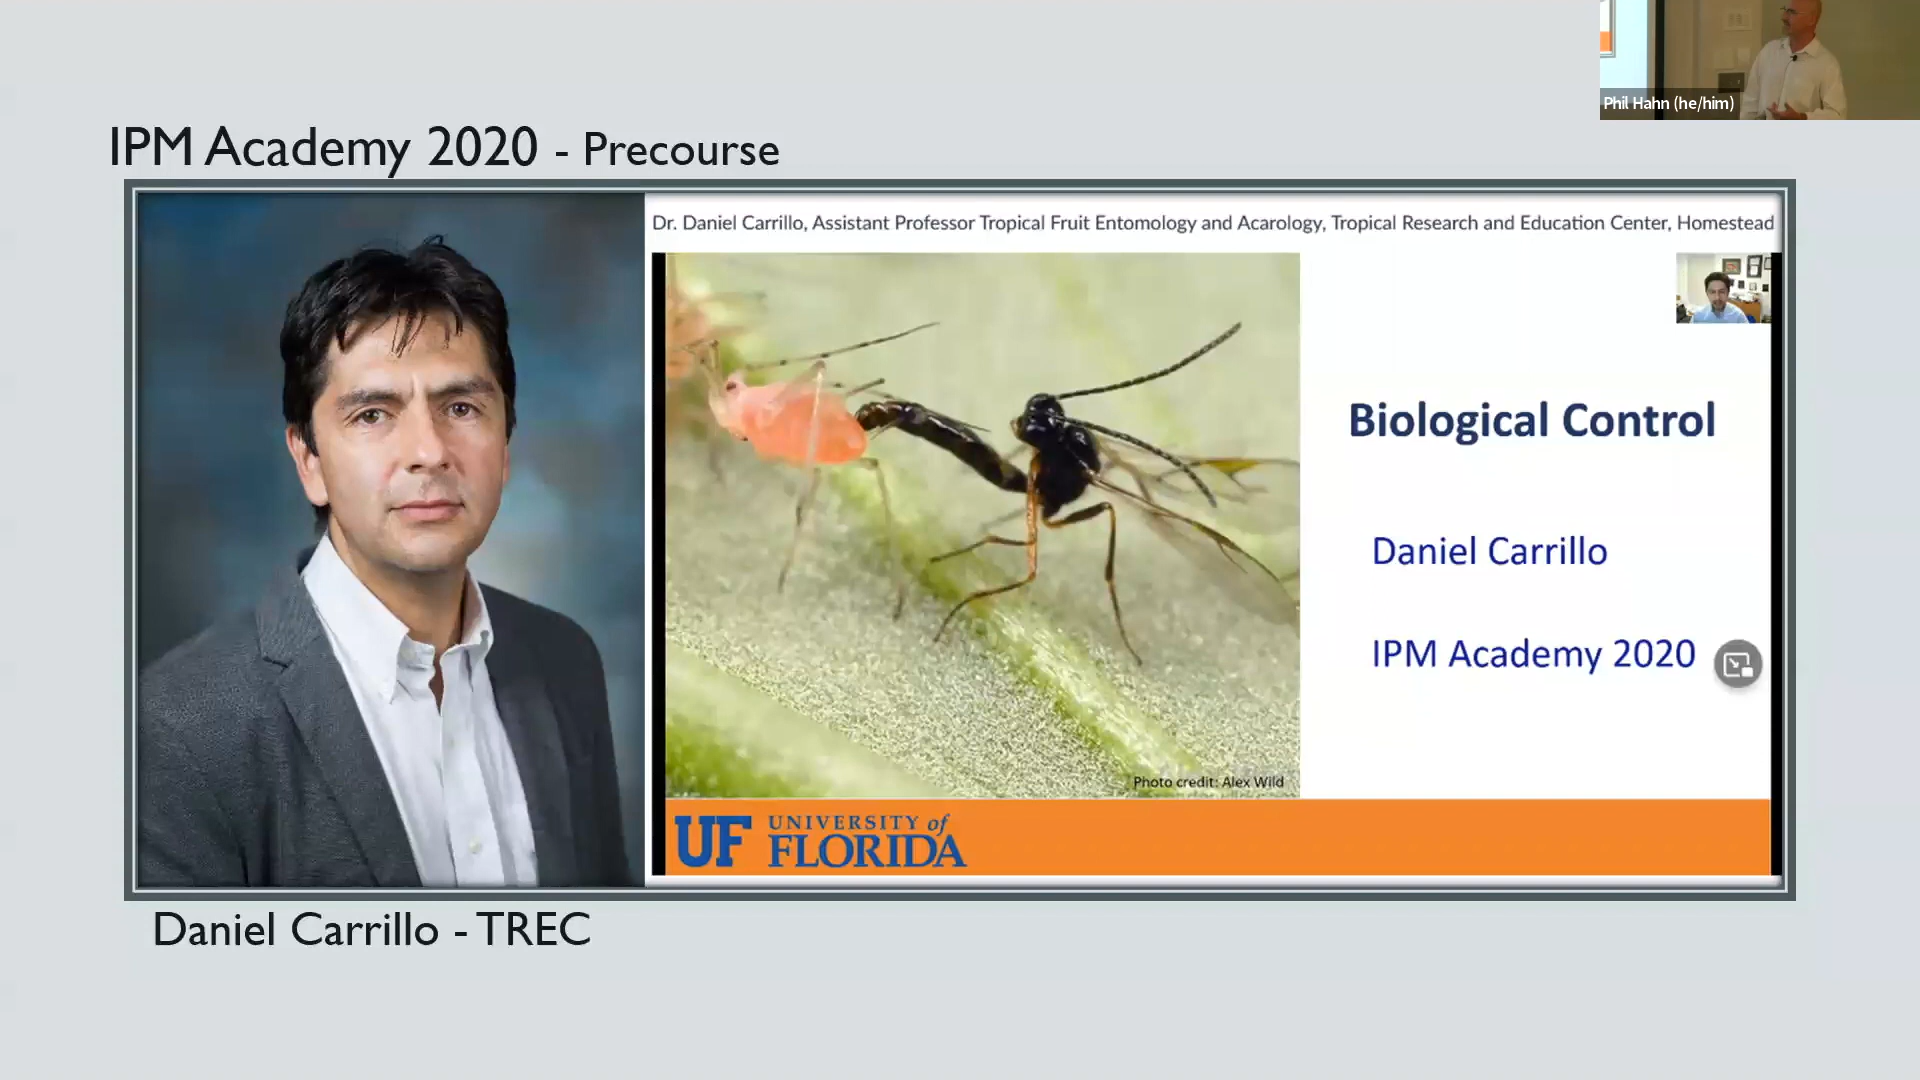 Phil Hahn (he/him)
IPM Academy 2020 - Precourse
Dr. Daniel Carrillo, Assistant Professor Tropical Fruit Entomology and Acarology, Tropical Research and Education Center, Homestead
Biological Control
Daniel Carrillo
IPM Academy 2020
Photo credit: Alex Wild
UF UNIVERSITY of
FLORIDA
Daniel Carrillo - TREC